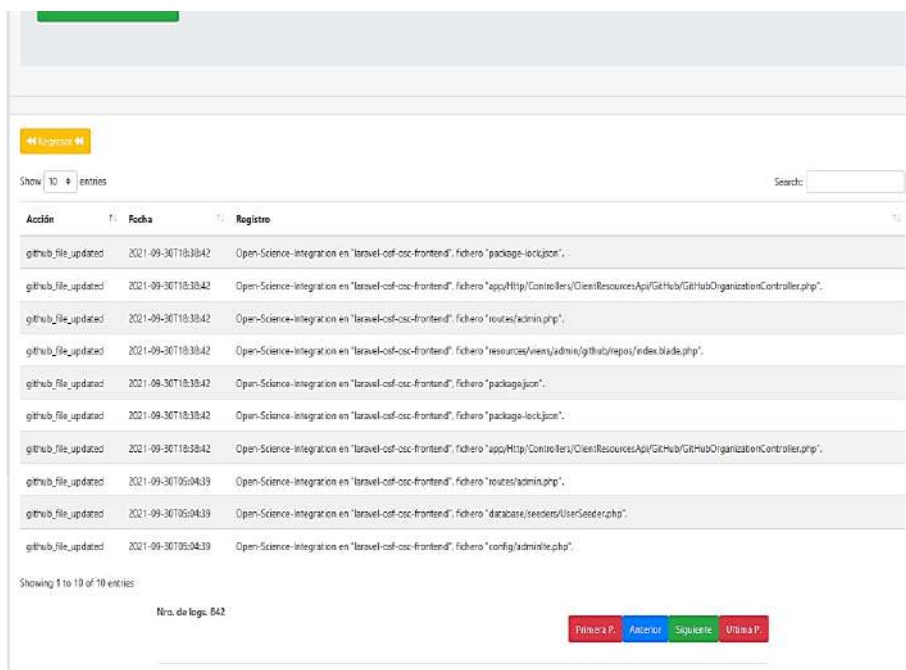 Regresar
Show 10 entries
Search:
Acción Fecha Registro
github_file_updated 2021-09-30T18:38:42 Open-Science-Integration en "laravel-osf-osc-frontend", fichero "package-lock.json".
github_file_updated 2021-09-30T18:38:42 Open-Science-Integration en "laravel-osf-osc-frontend", fichero "app/Http/Controllers/ClientResourcesApi/GitHub/GitHubOrganizationController.php".
github_file_updated 2021-09-30T18:38:42 Open-Science-Integration en "laravel-osf-osc-frontend", fichero "routes/admin.php".
github_file_updated 2021-09-30T18:38:42 Open-Science-Integration en "laravel-osf-osc-frontend", fichero "resources/views/admin/github/repos/index.blade.php".
github_file_updated 2021-09-30T18:38:42 Open-Science-Integration en "laravel-osf-osc-frontend", fichero "package.json".
github_file_updated 2021-09-30T18:38:42 Open-Science-Integration en "laravel-osf-osc-frontend", fichero "package-lock.json".
github_file_updated 2021-09-30T18:38:42 Open-Science-Integration en "laravel-osf-osc-frontend", fichero "app/Http/Controllers/ClientResourcesApi/GitHub/GitHubOrganizationController.php".
github_file_updated 2021-09-30T05:04:39 Open-Science-Integration en "laravel-osf-osc-frontend", fichero "routes/admin.php".
github_file_updated 2021-09-30T05:04:39 Open-Science-Integration en "laravel-osf-osc-frontend", fichero "database/seeders/UserSeeder.php".
github_file_updated 2021-09-30T05:04:39 Open-Science-Integration en "laravel-osf-osc-frontend", fichero "config/adminlte.php".
Showing 1 to 10 of 10 entries
Nro. de logs. 842
Primera P. Anterior Siguiente Ultima P.